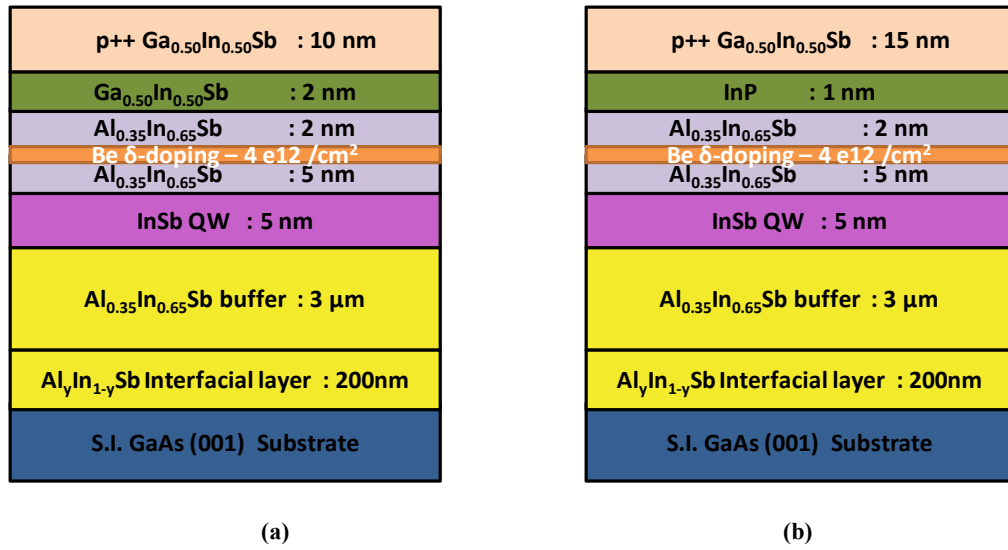 p++ Ga0.50In0.50Sb : 10 nm
Ga0.50In0.50Sb : 2 nm
Al0.35In0.65Sb : 2 nm
Be δ-doping – 4 e12 /cm2
Al0.35In0.65Sb : 5 nm
InSb QW : 5 nm
Al0.35In0.65Sb buffer : 3 µm
AlyIn1-ySb Interfacial layer : 200nm
S.I. GaAs (001) Substrate
(a)
p++ Ga0.50In0.50Sb : 15 nm
InP : 1 nm
Al0.35In0.65Sb : 2 nm
Be δ-doping – 4 e12 /cm2
Al0.35In0.65Sb : 5 nm
InSb QW : 5 nm
Al0.35In0.65Sb buffer : 3 µm
AlyIn1-ySb Interfacial layer : 200nm
S.I. GaAs (001) Substrate
(b)